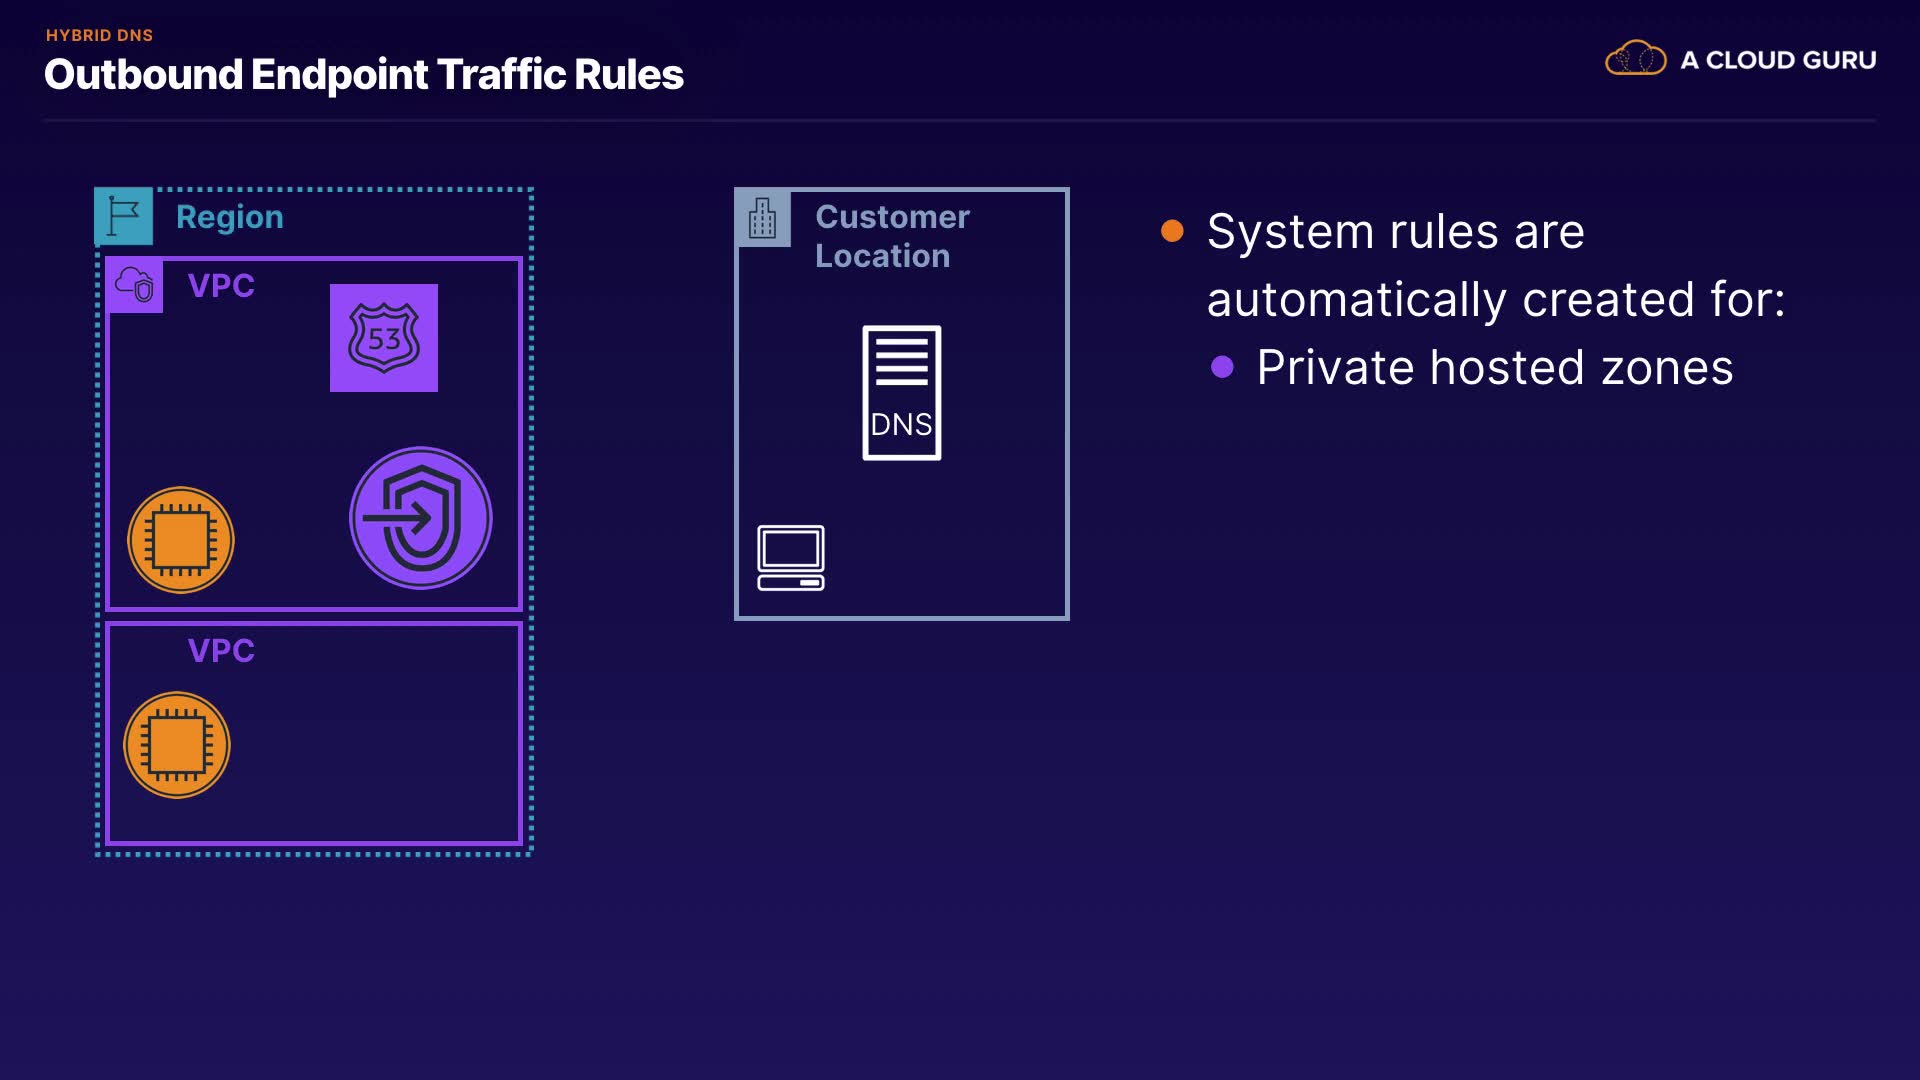 HYBRID DNS
Outbound Endpoint Traffic Rules
A CLOUD GURU
Region
VPC
53
VPC
Customer
Location
DNS
System rules are
automatically created for:
Private hosted zones